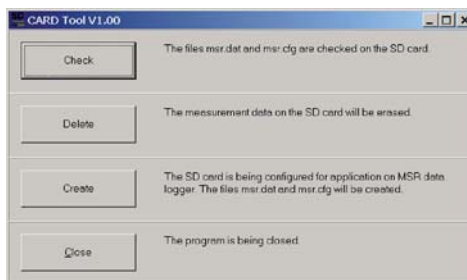 CARD Tool V1.00
Check
The files msr.dat and msr.cfg are checked on the SD card.
Delete
The measurement data on the SD card will be erased.
Create
The SD card is being configured for application on MSR data
logger. The files msr.dat and msr.cfg will be created.
Close
The program is being closed.